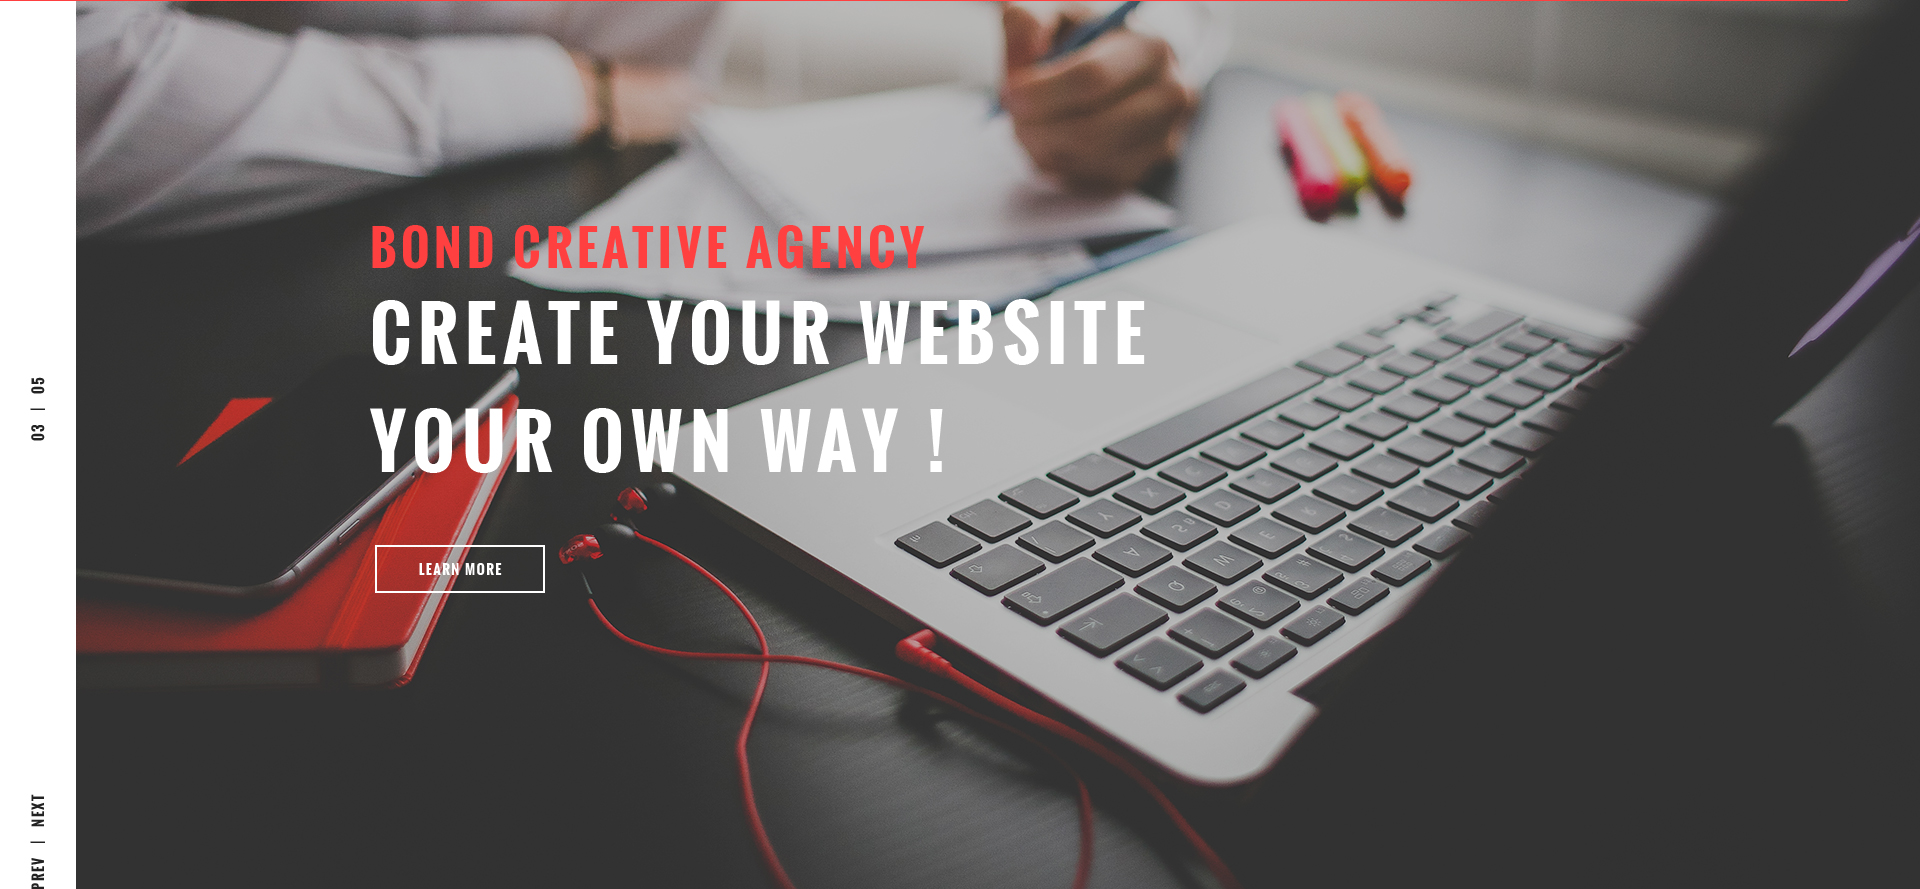 BOND CREATIVE AGENCY
CREATE YOUR WEBSITE
YOUR OWN WAY !
LEARN MORE
03 | 05
PREV | NEXT